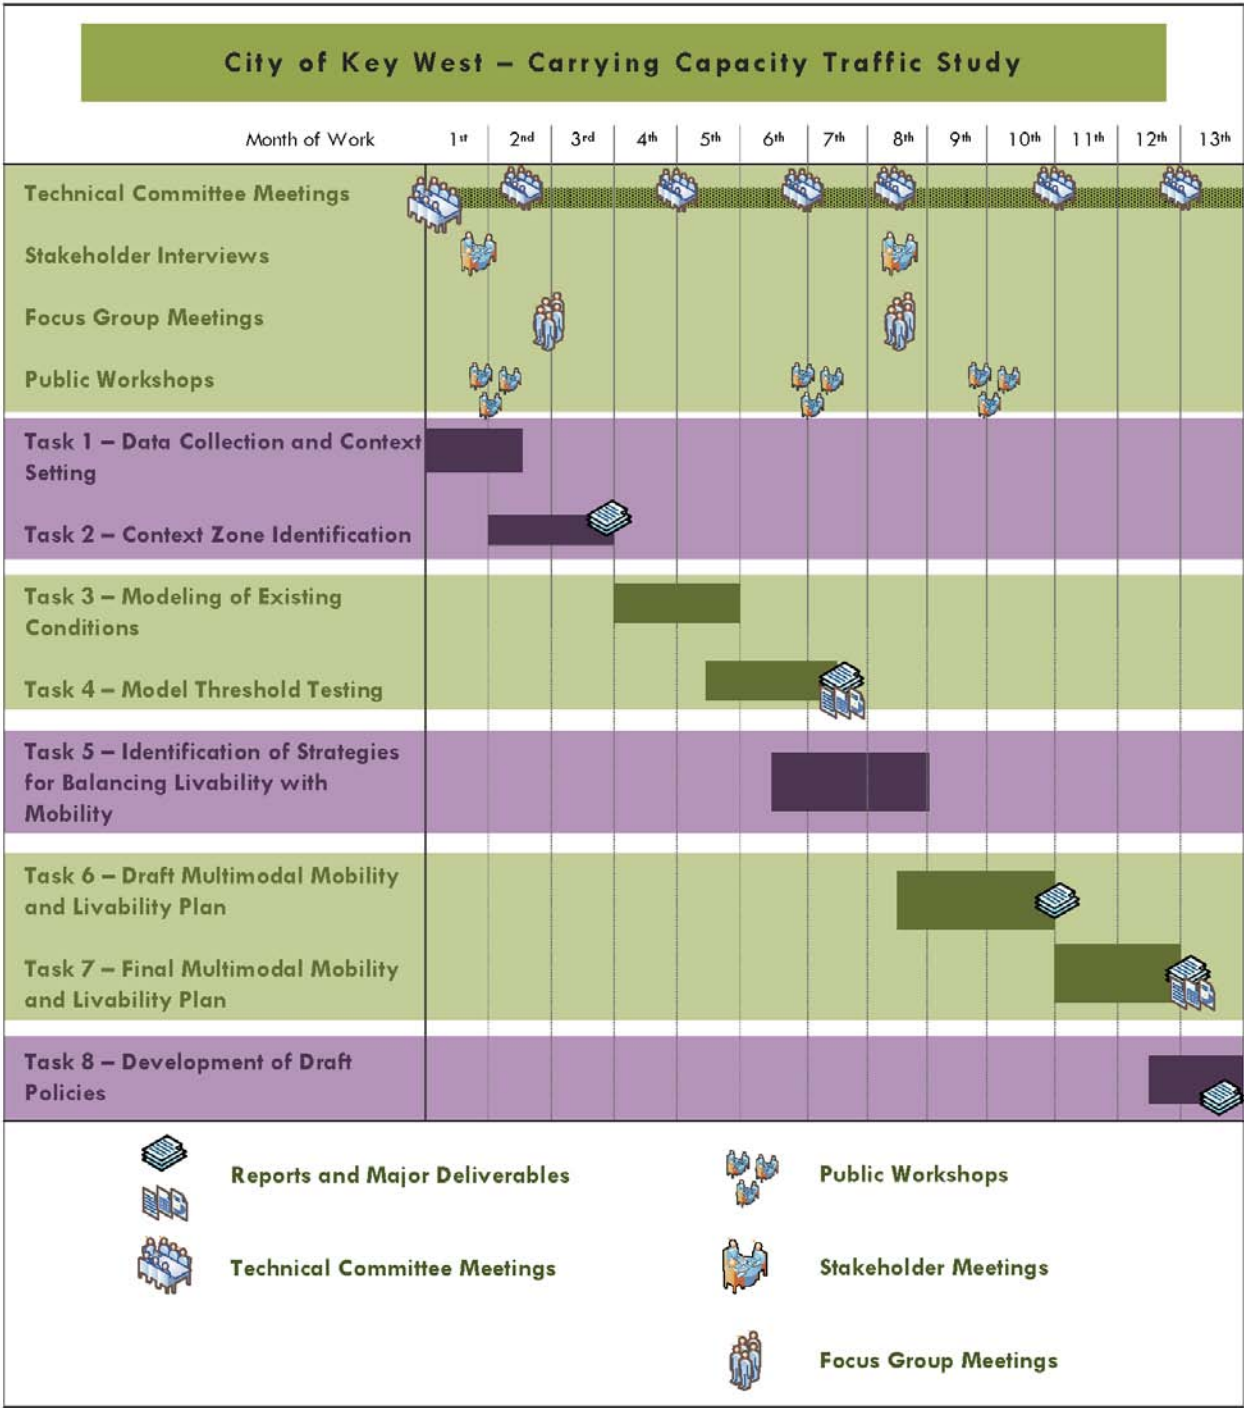 City of Key West – Carrying Capacity Traffic Study
Month of Work 1st 2nd 3rd 4th 5th 6th 7th 8th 9th 10th 11th 12th 13th
Technical Committee Meetings
Stakeholder Interviews
Focus Group Meetings
Public Workshops
Task 1 – Data Collection and Context
Setting
Task 2 – Context Zone Identification
Task 3 – Modeling of Existing
Conditions
Task 4 – Model Threshold Testing
Task 5 – Identification of Strategies
for Balancing Livability with
Mobility
Task 6 – Draft Multimodal Mobility
and Livability Plan
Task 7 – Final Multimodal Mobility
and Livability Plan
Task 8 – Development of Draft
Policies
Reports and Major Deliverables
Public Workshops
Technical Committee Meetings
Stakeholder Meetings
Focus Group Meetings